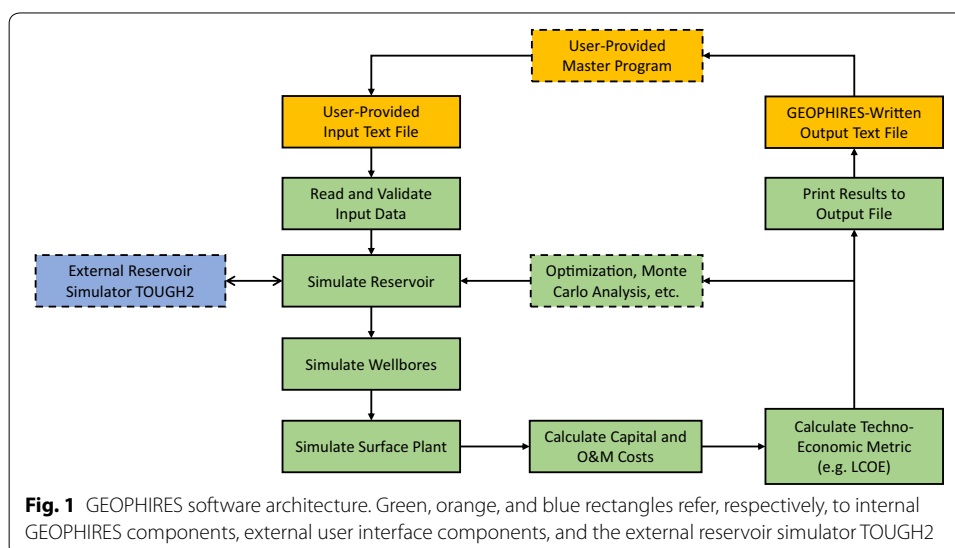 User-Provided
Master Program
User-Provided
Input Text File
GEOPHIRES-Written
Output Text File
Read and Validate
Input Data
Print Results to
Output File
External Reservoir
Simulator TOUGH2
Simulate Reservoir
Optimization, Monte
Carlo Analysis, etc.
Simulate Wellbores
Simulate Surface Plant
Calculate Capital and
O&M Costs
Calculate Techno-
Economic Metric
(e.g. LCOE)
Fig. 1 GEOPHIRES software architecture. Green, orange, and blue rectangles refer, respectively, to internal
GEOPHIRES components, external user interface components, and the external reservoir simulator TOUGH2